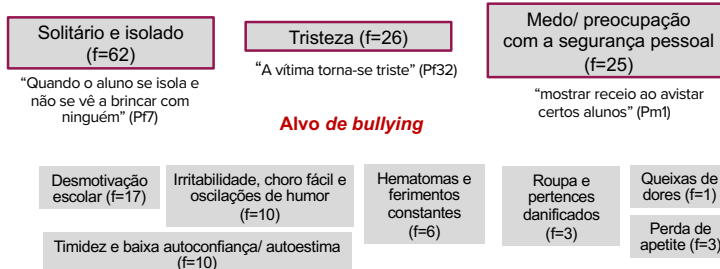 Solitário e isolado
(f=62)
Tristeza (f=26)
Medo/ preocupação
com a segurança pessoal
(f=25)
“Quando o aluno se isola e
não se vê a brincar com
ninguém” (Pf7)
“A vítima torna-se triste” (Pf32)
“mostrar receio ao avistar
certos alunos” (Pm1)
Alvo de bullying
Desmotivação
escolar (f=17)
Irritabilidade, choro fácil e
oscilações de humor
(f=10)
Hematomas e
ferimentos
constantes
(f=6)
Roupa e
pertences
danificados
(f=3)
Queixas de
dores (f=1)
Timidez e baixa autoconfiança/ autoestima
(f=10)
Perda de
apetite (f=3)